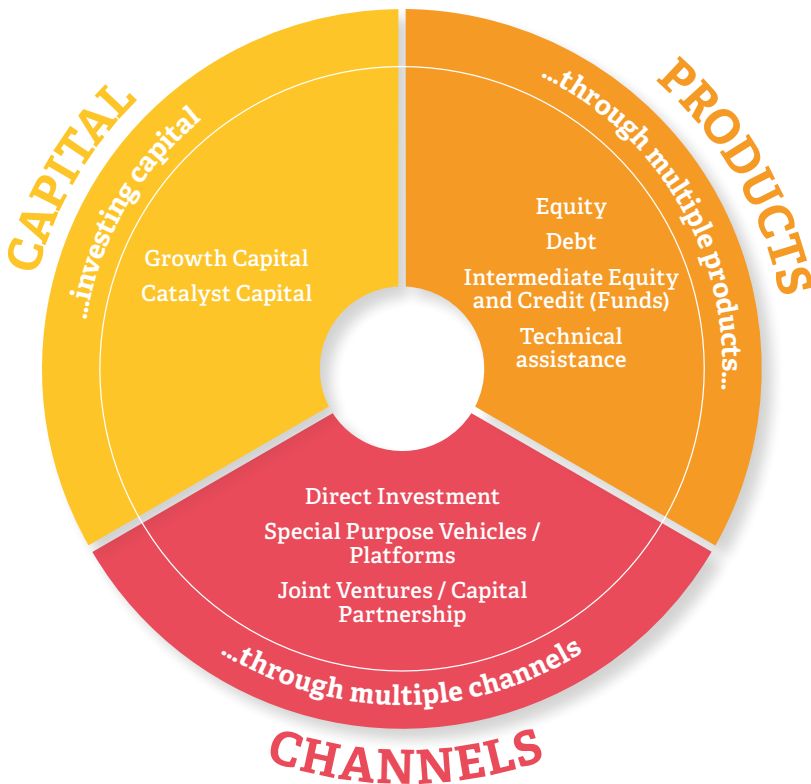 CAPITAL
...investing capital
Growth Capital
Catalyst Capital
PRODUCTS
...through multiple products...
Equity
Debt
Intermediate Equity
and Credit (Funds)
Technical
assistance
Direct Investment
Special Purpose Vehicles /
Platforms
Joint Ventures / Capital
Partnership
...through multiple channels
CHANNELS